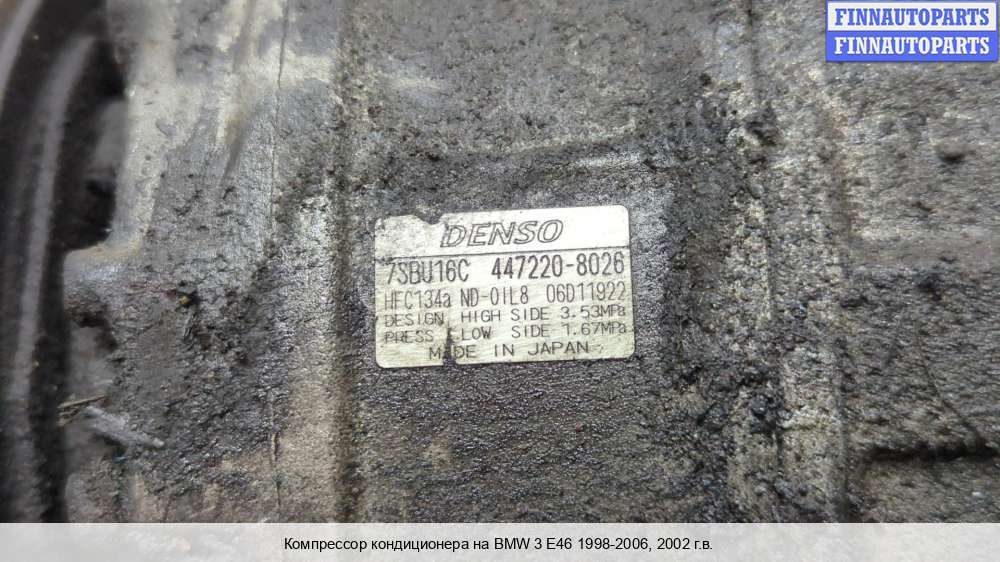 FINNAUTOPARTS
FINNAUTOPARTS
DENSO
7SBU16C 447220-8026
HFC134a ND-OIL8 06D11922
DESIGN HIGH SIDE 3.53MPa
PRESS LOW SIDE 1.67MPa
MADE IN JAPAN
Компрессор кондиционера на BMW 3 E46 1998-2006, 2002 г.в.